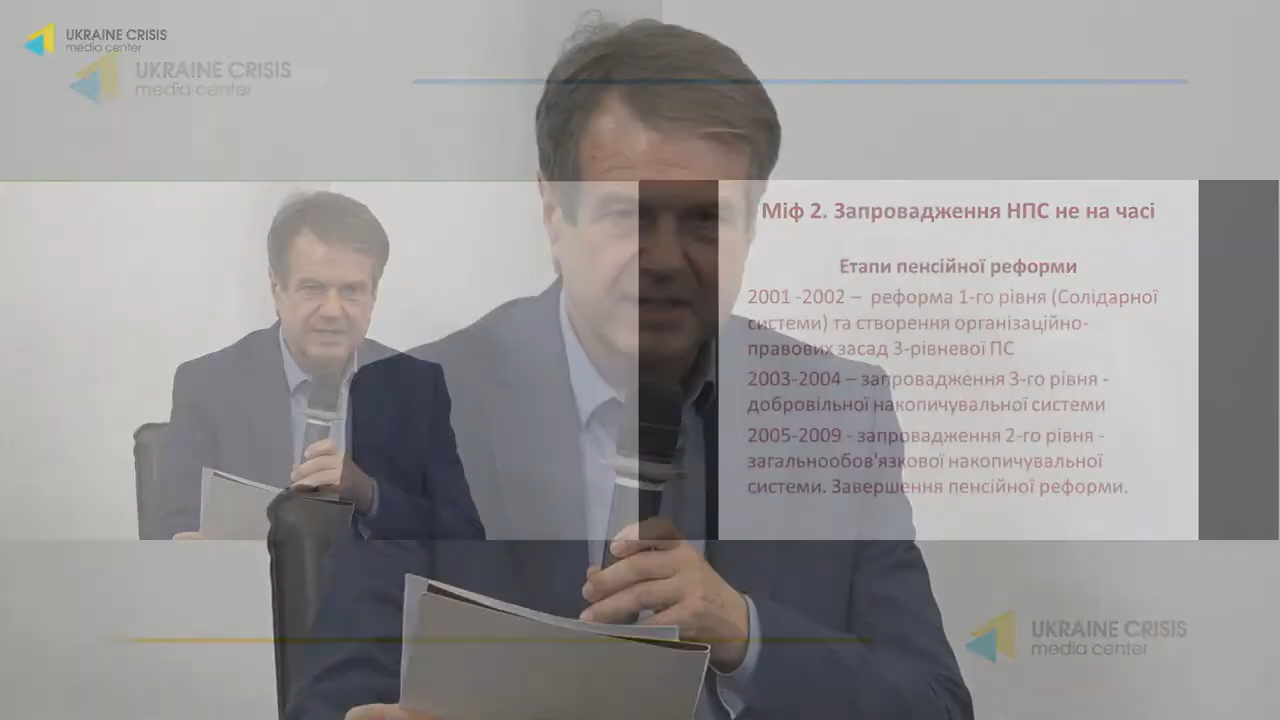 UKRAINE CRISIS
media center
UKRAINE CRISIS
media center
Міф 2. Запровадження НПС не на часі
Етапи пенсійної реформи
2001 -2002 – реформа 1-го рівня (Солідарної
системи) та створення організаційно-
правових засад 3-рівневої ПС
2003-2004 – запровадження 3-го рівня -
добровільної накопичувальної системи
2005-2009 - запровадження 2-го рівня -
загальнообов'язкової накопичувальної
системи. Завершення пенсійної реформи.
UKRAINE CRISIS
media center